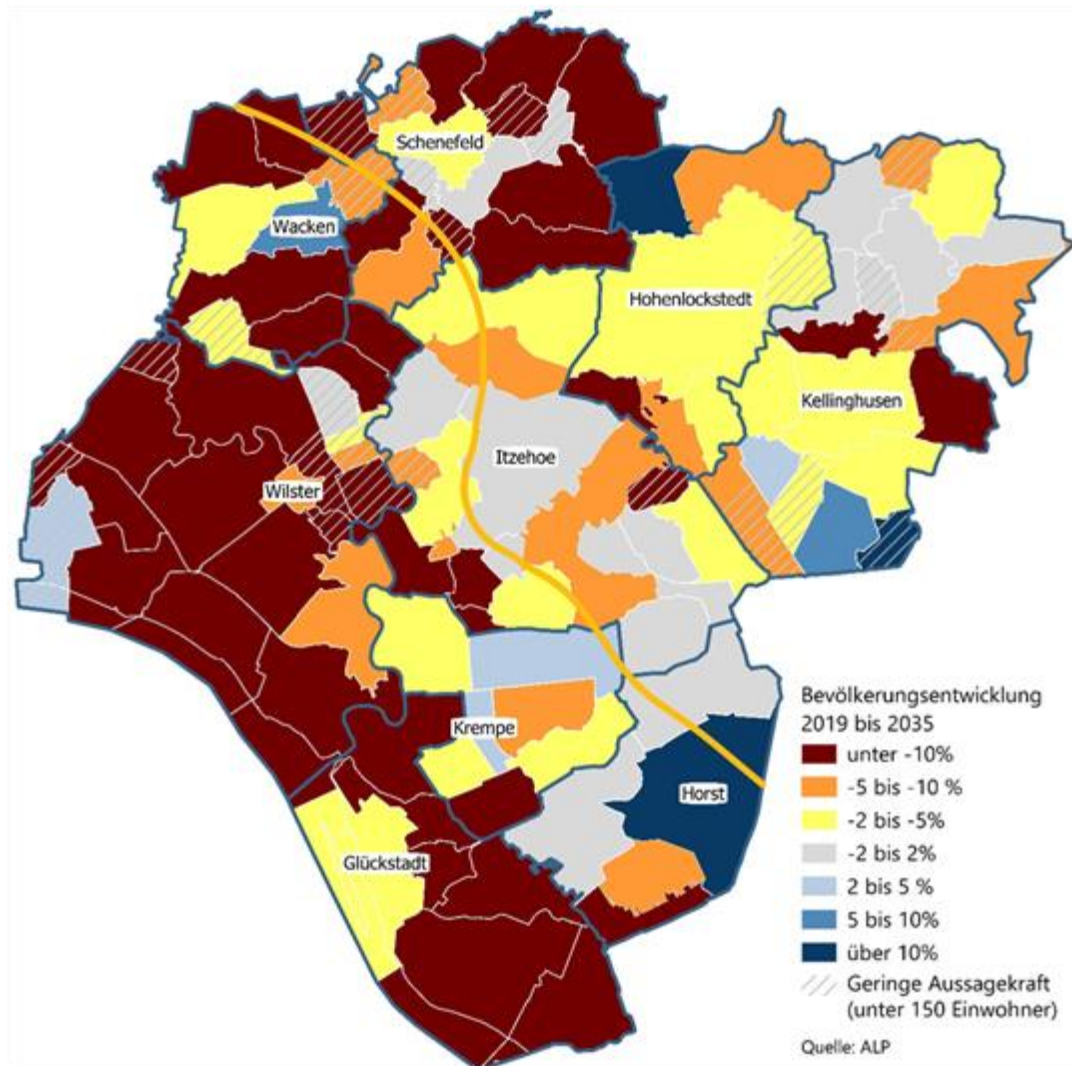 Schenefeld
Wacken
Hohenlockstedt
Kellinghusen
Itzehoe
Wilster
Krempe
Horst
Glückstadt
Bevölkerungsentwicklung
2019 bis 2035
unter -10%
-5 bis -10 %
-2 bis -5%
-2 bis 2%
2 bis 5 %
5 bis 10%
über 10%
Geringe Aussagekraft
(unter 150 Einwohner)
Quelle: ALP